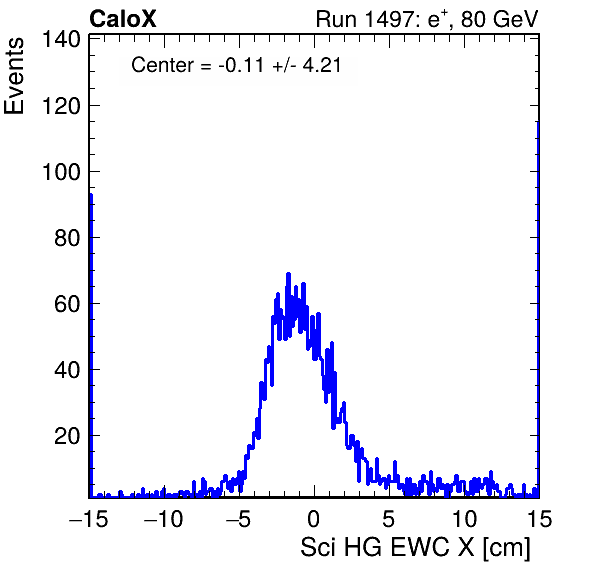 CaloX Run 1497: e⁺, 80 GeV
Center = -0.11 +/- 4.21
Events
140
120
100
80
60
40
20
−15 −10 −5 0 5 10 15
Sci HG EWC X [cm]